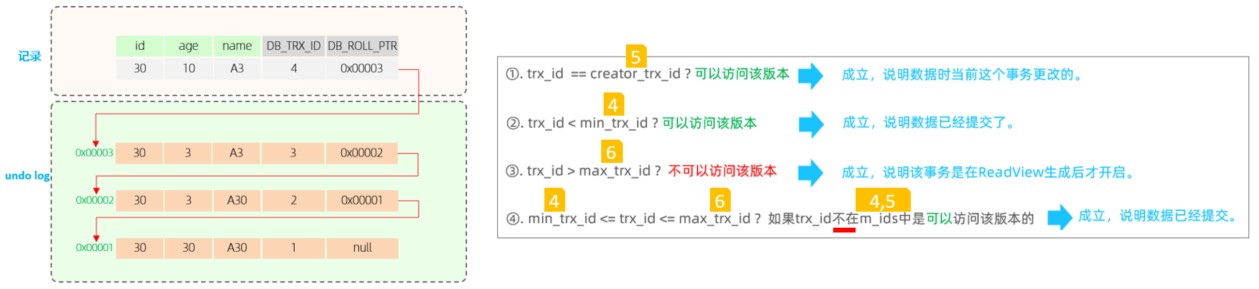 记录
id age name DB_TRX_ID DB_ROLL_PTR
30 10 A3 4 0x00003
undo log
0x00003 30 3 A3 3 0x00002
0x00002 30 3 A30 2 0x00001
0x00001 30 30 A30 1 null
5
①. trx_id == creator_trx_id ? 可以访问该版本 成立，说明数据时当前这个事务更改的。
4
②. trx_id < min_trx_id ? 可以访问该版本 成立，说明数据已经提交了。
6
③. trx_id > max_trx_id ? 不可以访问该版本 成立，说明该事务是在ReadView生成后才开启。
4 6 4,5
④. min_trx_id <= trx_id <= max_trx_id ? 如果trx_id不在m_ids中是可以访问该版本的 成立，说明数据已经提交。